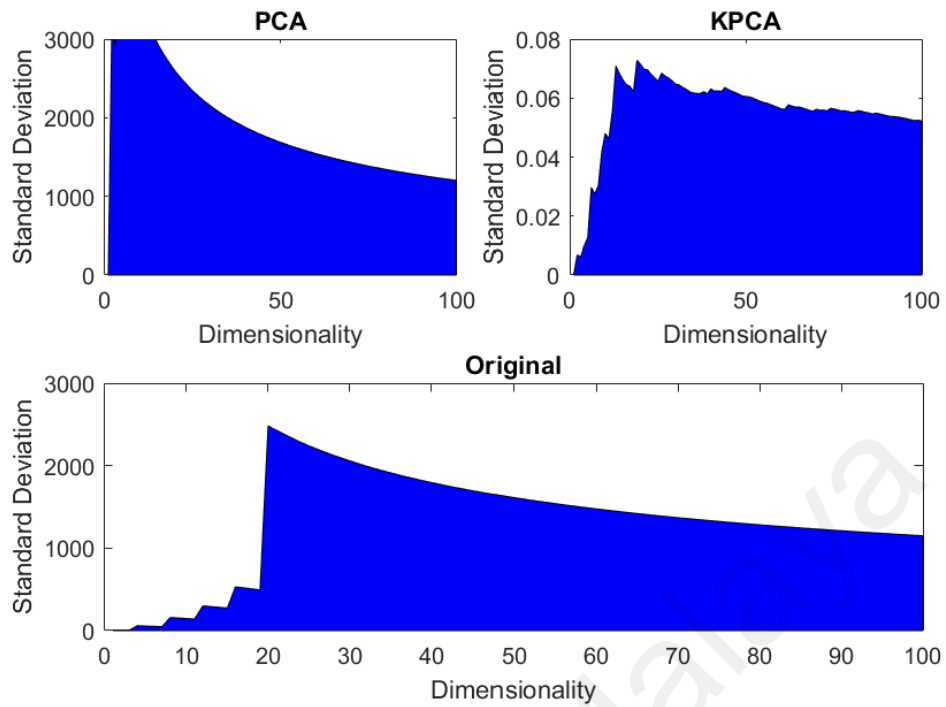 PCA
3000
2000
1000
0
Standard Deviation
0 50 100
Dimensionality
KPCA
0.08
0.06
0.04
0.02
0
Standard Deviation
0 50 100
Dimensionality
Original
3000
2000
1000
0
Standard Deviation
0 10 20 30 40 50 60 70 80 90 100
Dimensionality
alaya